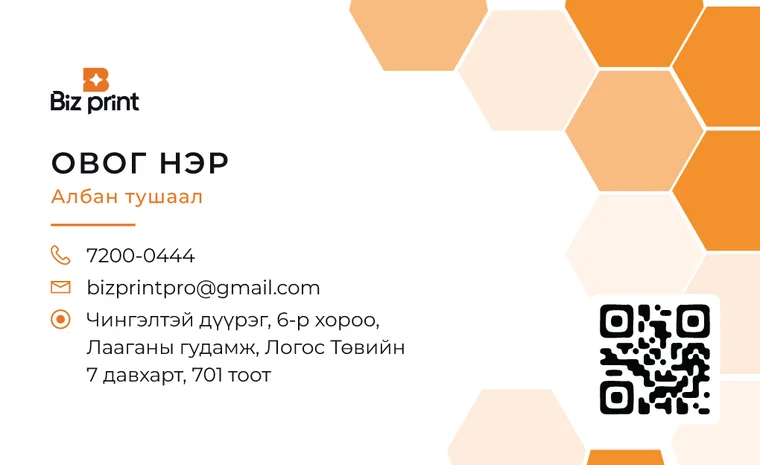 Biz print
ОВОГ НЭР
Албан тушаал
7200-0444
bizprintpro@gmail.com
Чингэлтэй дүүрэг, 6-р хороо,
Лааганы гудамж, Логос Төвийн
7 давхарт, 701 тоот